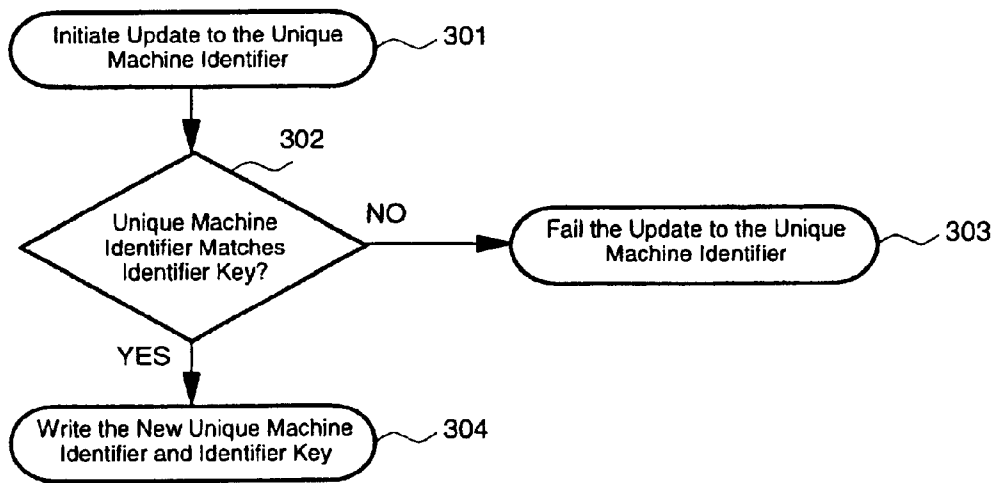 Initiate Update to the Unique
Machine Identifier
301
302
Unique Machine
Identifier Matches
Identifier Key?
NO
Fail the Update to the Unique
Machine Identifier
303
YES
Write the New Unique Machine
Identifier and Identifier Key
304